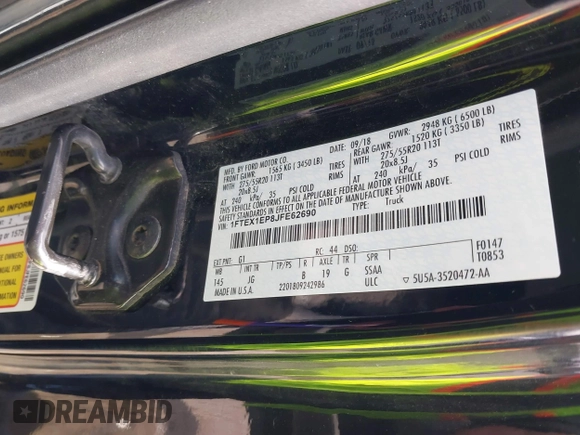 MFD. BY FORD MOTOR CO.
09/18 GVWR: 2948 KG ( 6500 LB)
FRONT GAWR: 1565 KG ( 3450 LB)
REAR GAWR: 1520 KG ( 3350 LB)
WITH 275/55R20 113T TIRES
WITH 275/55R20 113T TIRES
20x8.5J RIMS
20x8.5J RIMS
AT 240 kPa/ 35 PSI COLD
AT 240 kPa/ 35 PSI COLD
THIS VEHICLE CONFORMS TO ALL APPLICABLE FEDERAL MOTOR VEHICLE
SAFETY AND THEFT PREVENTION STANDARDS IN EFFECT ON THE DATE
OF MANUFACTURE SHOWN ABOVE.
VIN: 1FTEX1EP8JFE62690
TYPE: Truck
F0147
T0853
EXT PNT: G1 RC: 44 DSO:
WB INT TR TP/PS R AXLE TR SPR
145 JG B 19 G SSAA
MADE IN U.S.A. 2201809242986 ULC
5U5A-3520472-AA
DREAMBID